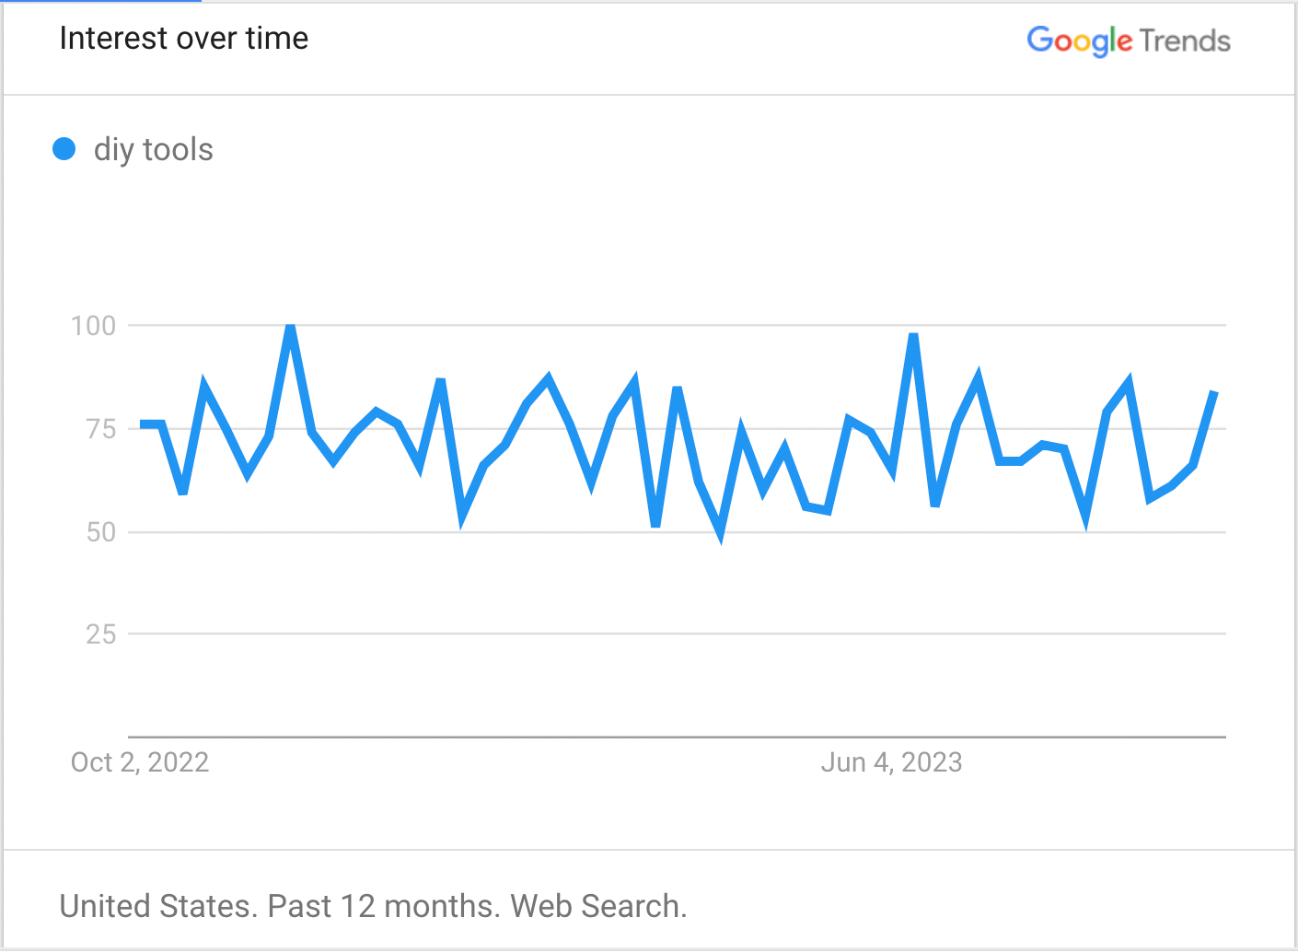 Interest over time
Google Trends
diy tools
100
75
50
25
Oct 2, 2022
Jun 4, 2023
United States. Past 12 months. Web Search.